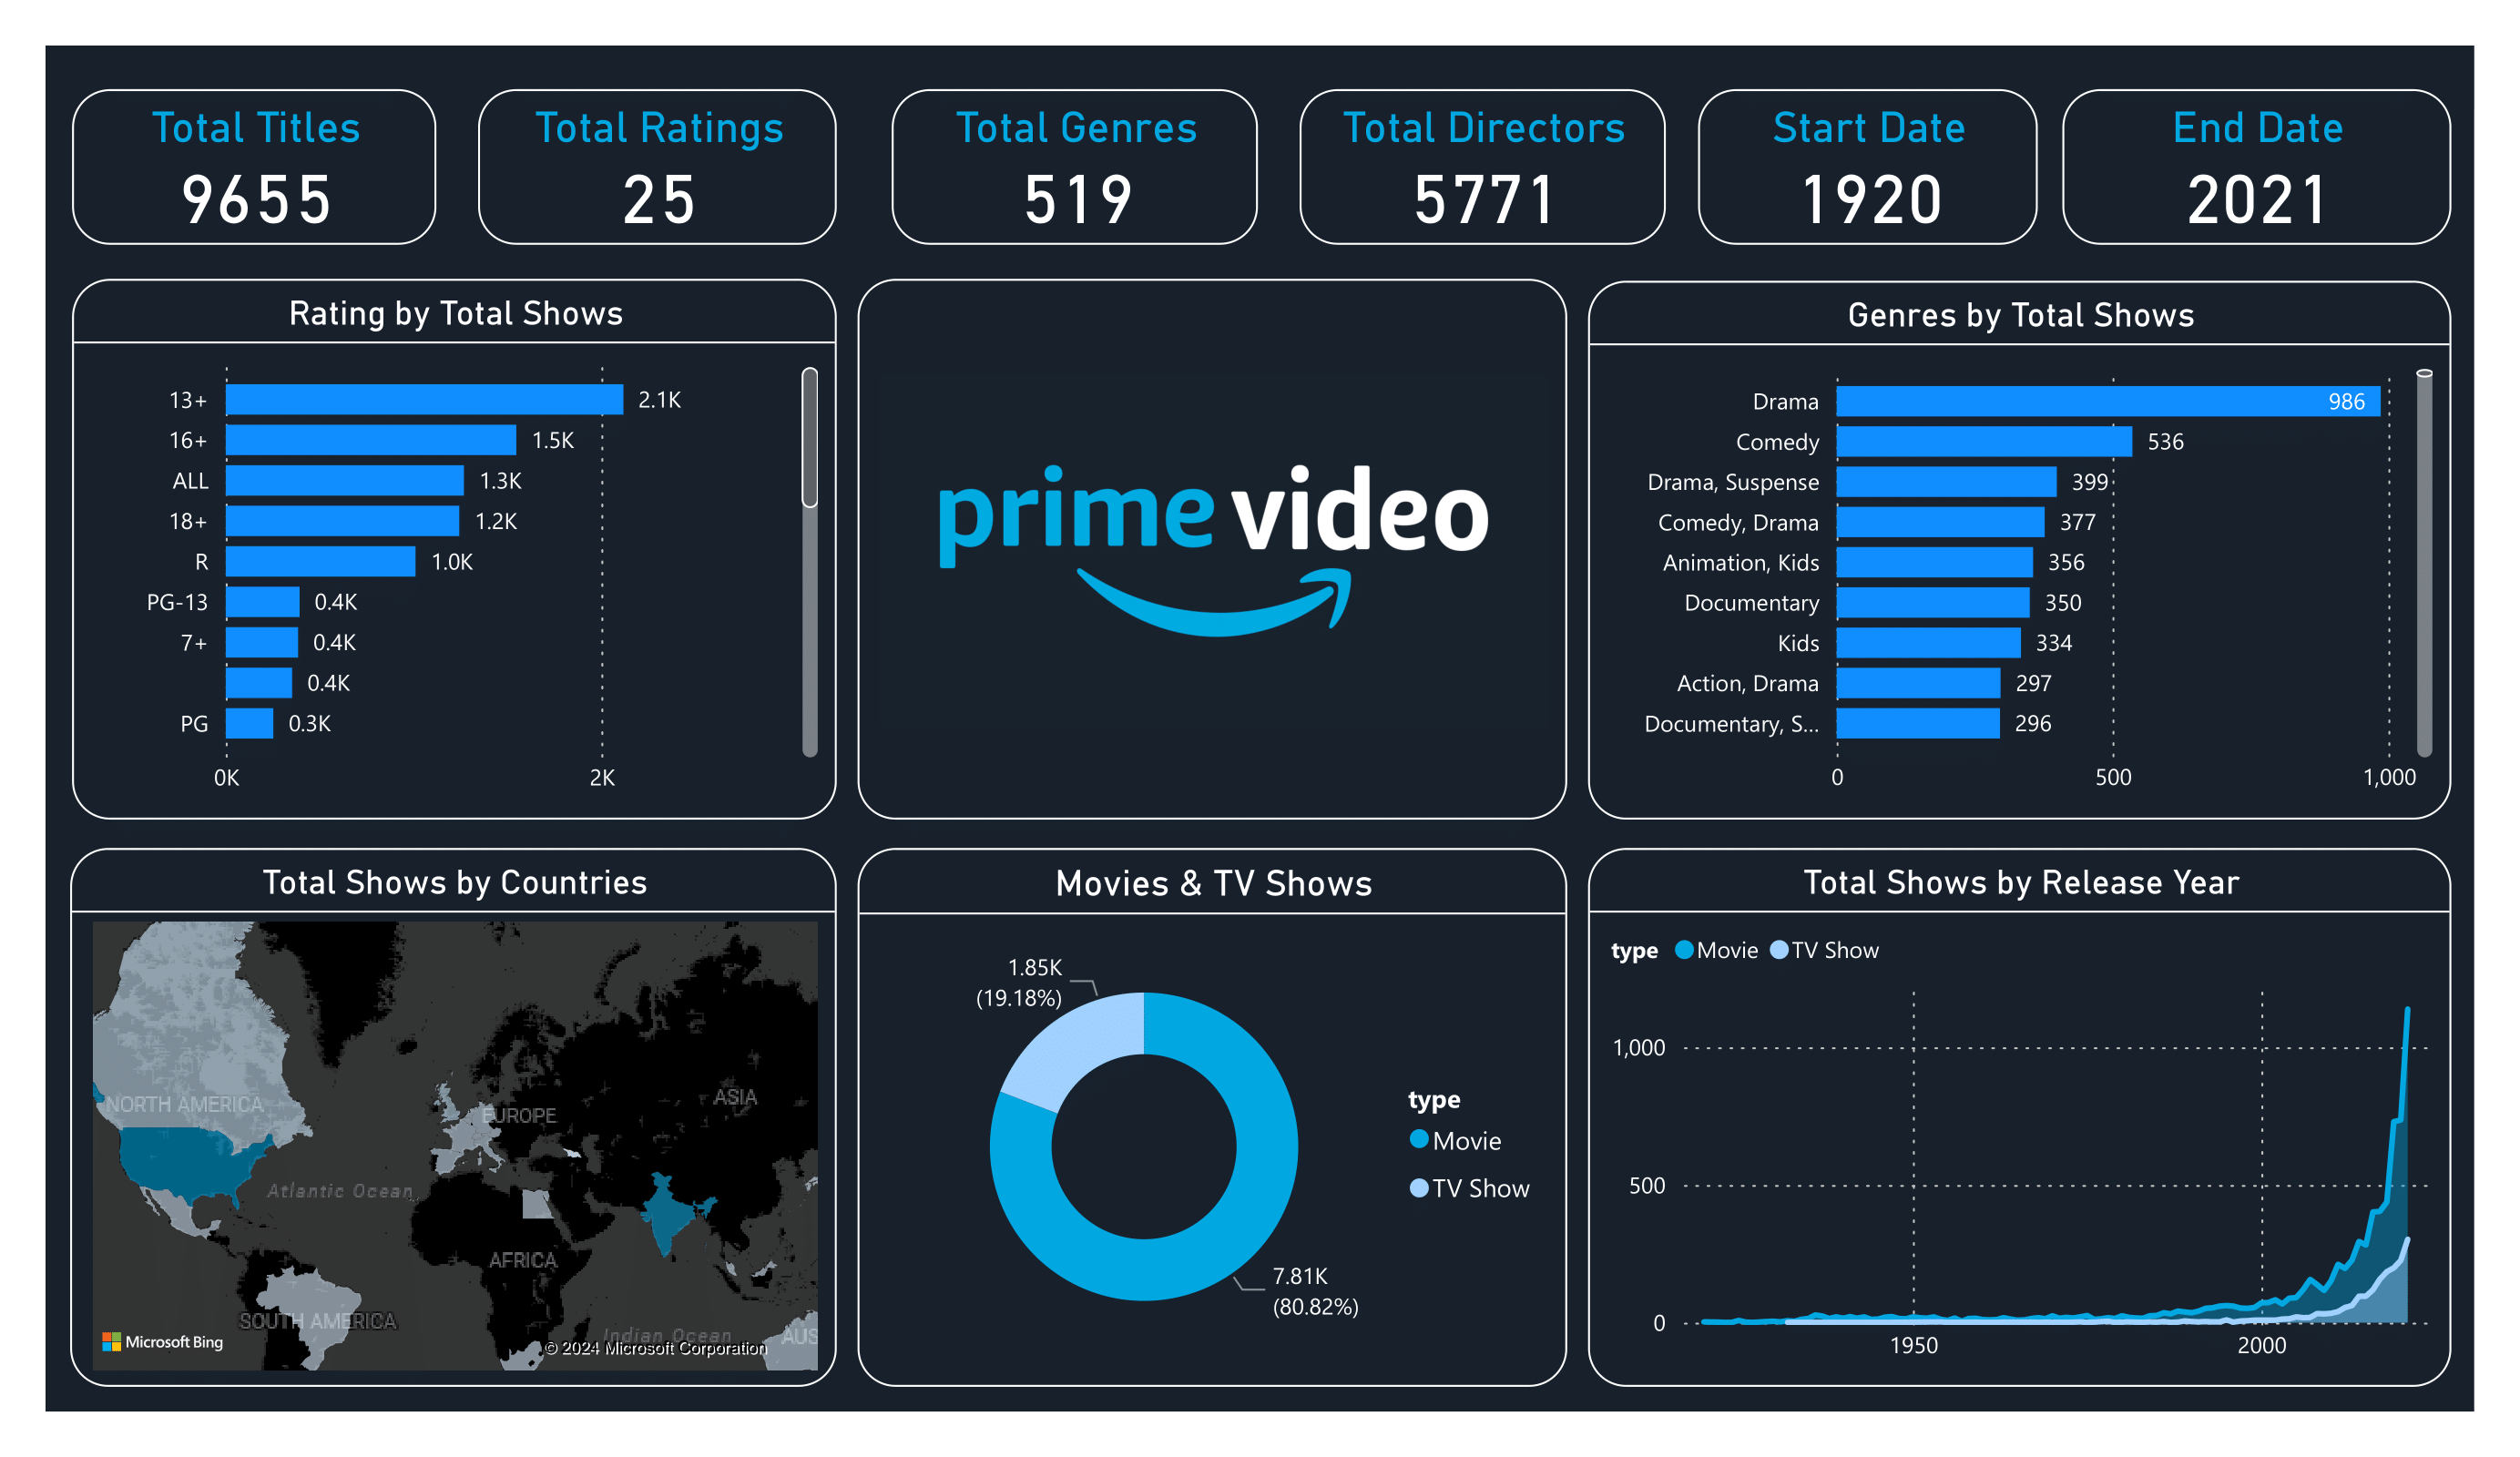 Total Titles
9655
Total Ratings
25
Total Genres
519
Total Directors
5771
Start Date
1920
End Date
2021
Rating by Total Shows
13+ 2.1K
16+ 1.5K
ALL 1.3K
18+ 1.2K
R 1.0K
PG-13 0.4K
7+ 0.4K
0.4K
PG 0.3K
0K 2K
prime video
Genres by Total Shows
Drama 986
Comedy 536
Drama, Suspense 399
Comedy, Drama 377
Animation, Kids 356
Documentary 350
Kids 334
Action, Drama 297
Documentary, S... 296
0 500 1,000
Total Shows by Countries
NORTH AMERICA
EUROPE
ASIA
Atlantic Ocean
AFRICA
SOUTH AMERICA
Indian Ocean
AUS
Microsoft Bing
© 2024 Microsoft Corporation
Movies & TV Shows
1.85K
(19.18%)
type
Movie
TV Show
7.81K
(80.82%)
Total Shows by Release Year
type Movie TV Show
1,000
500
0
1950 2000